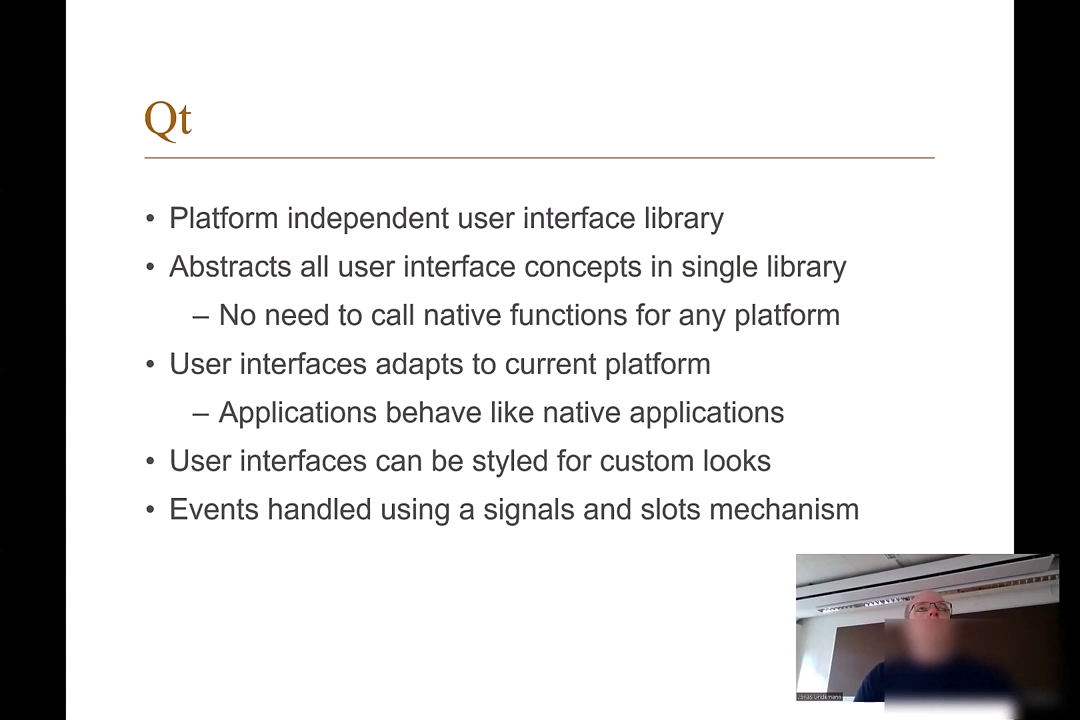 Qt
• Platform independent user interface library
• Abstracts all user interface concepts in single library
– No need to call native functions for any platform
• User interfaces adapts to current platform
– Applications behave like native applications
• User interfaces can be styled for custom looks
• Events handled using a signals and slots mechanism
Jonas Lindemann